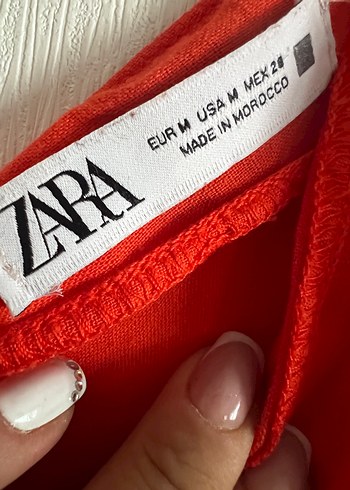 ZARA
EUR M USA M MEX 28
MADE IN MOROCCO